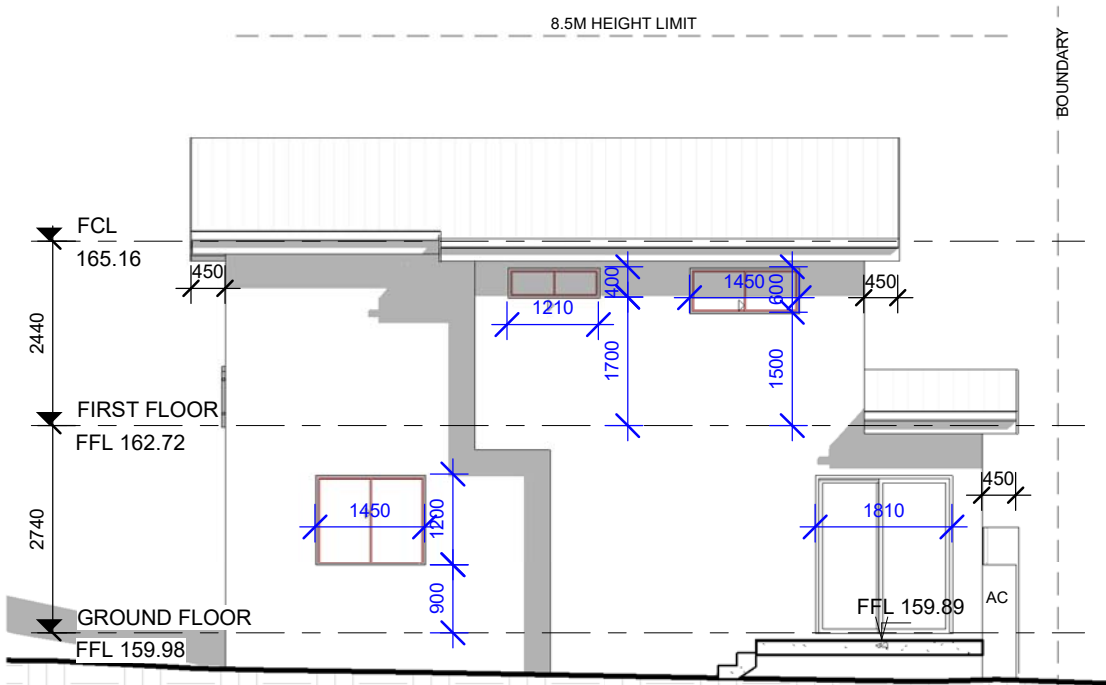 8.5M HEIGHT LIMIT
BOUNDARY
FCL
165.16
450
400
1450
600
450
1210
2440
1700
1500
FIRST FLOOR
FFL 162.72
450
1450
1200
1810
2740
900
AC
FFL 159.89
GROUND FLOOR
FFL 159.98